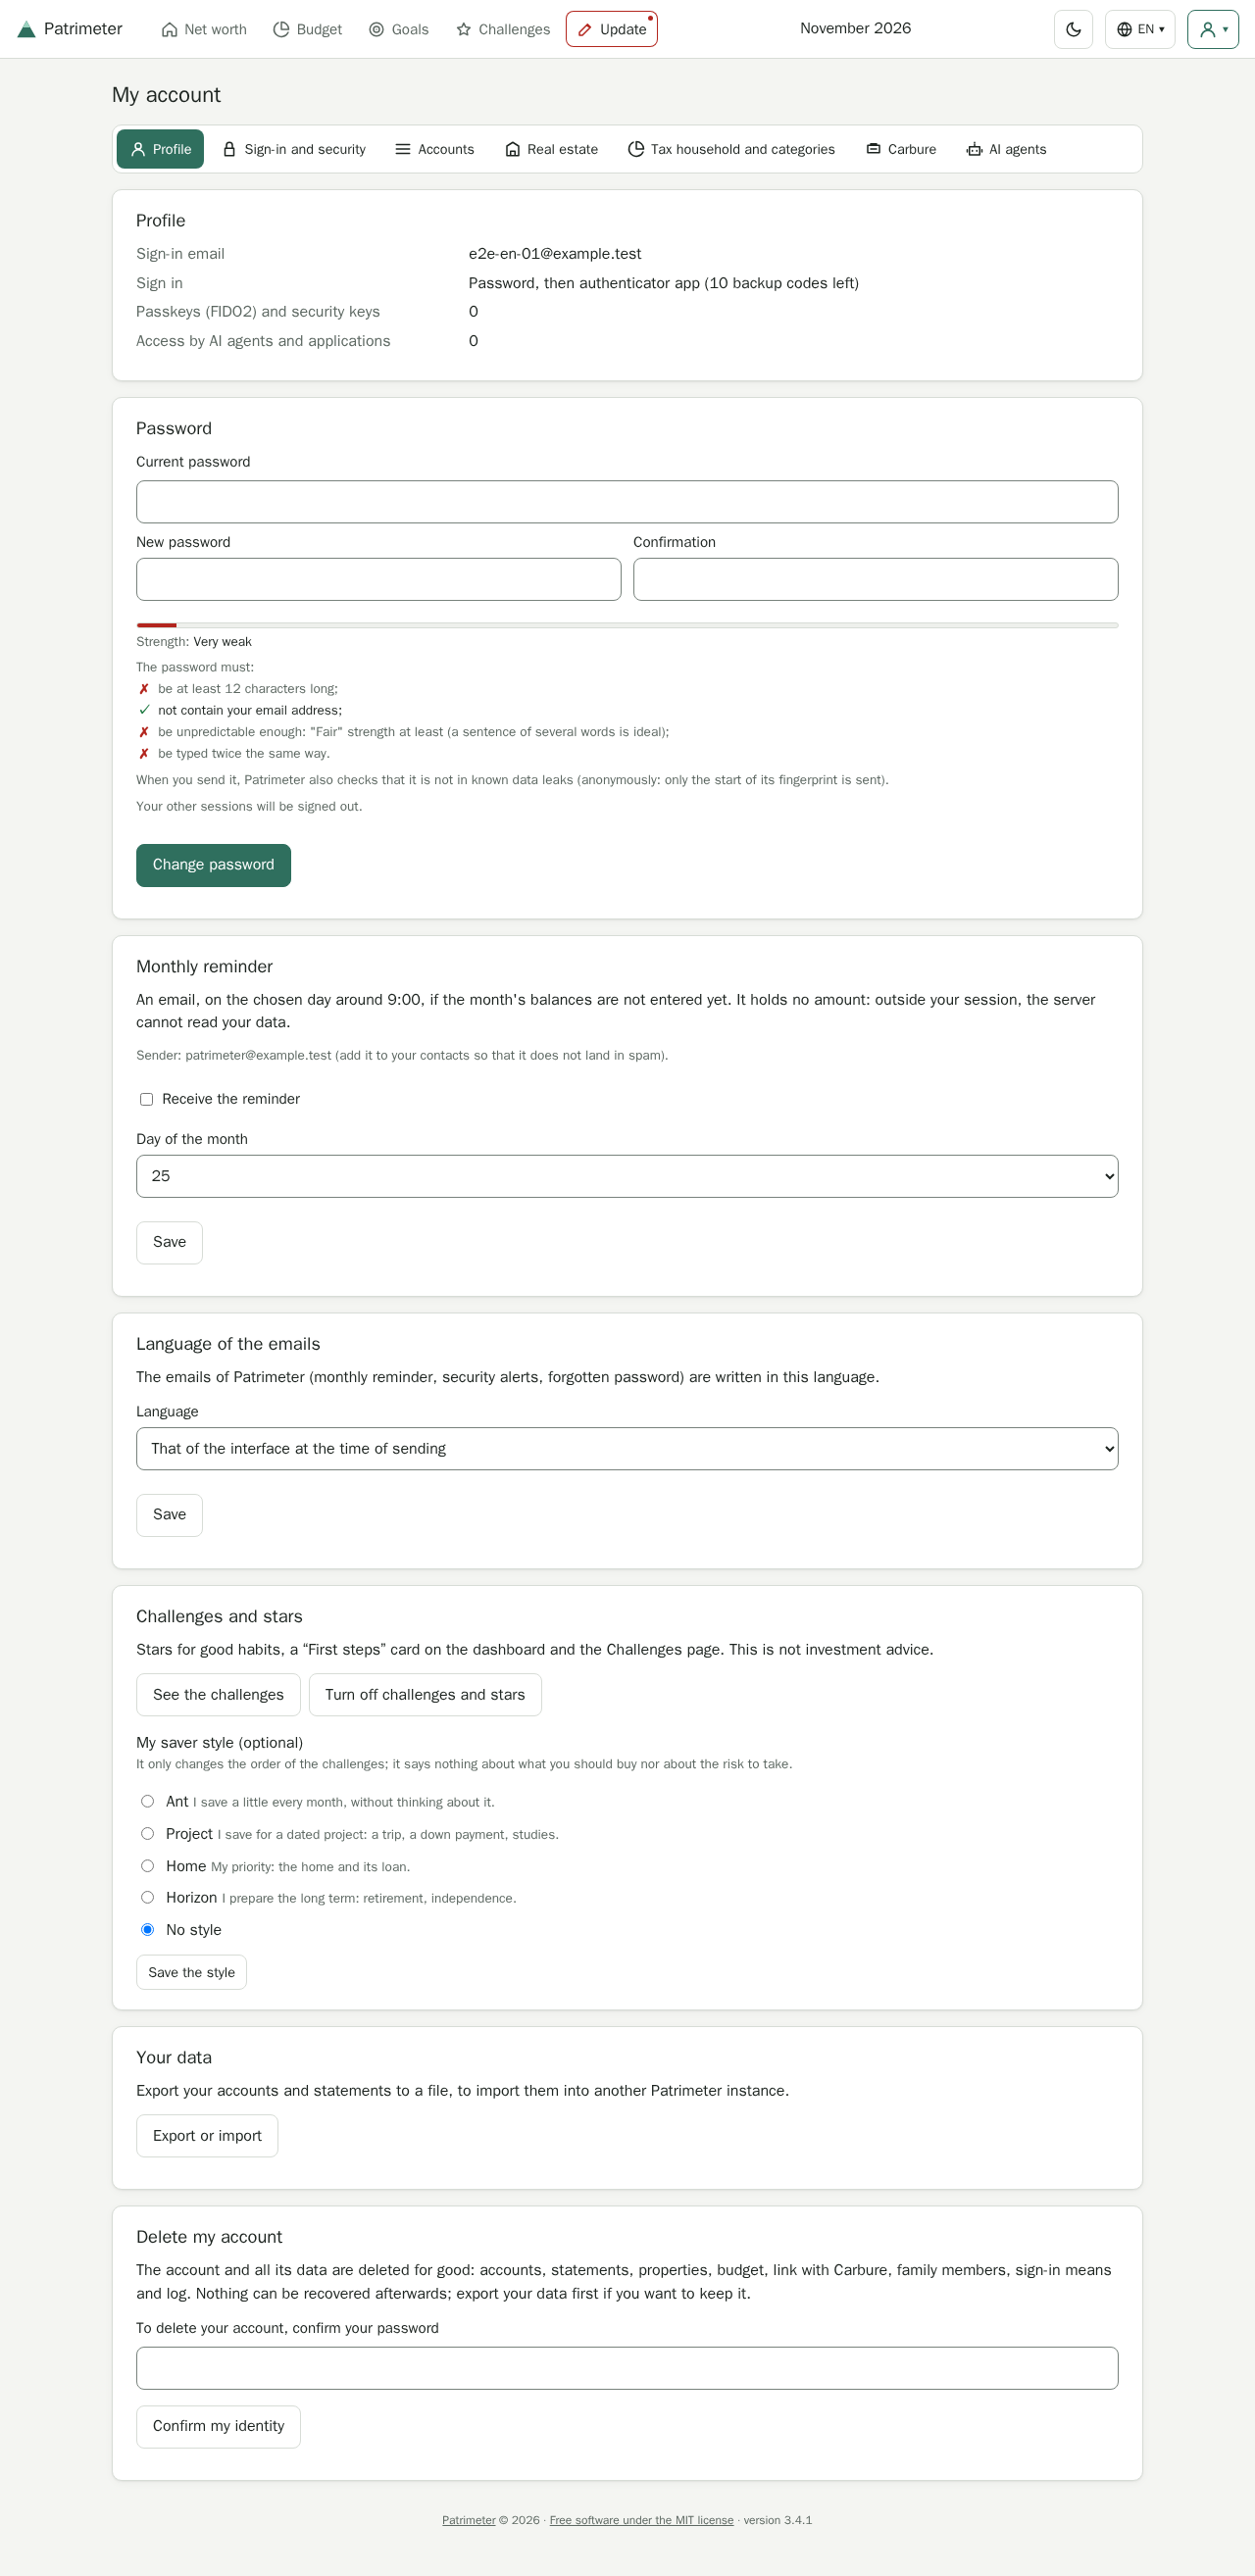 Patrimeter
Net worth
Budget
Goals
Challenges
Update
November 2026
EN ▾
▾
My account
Profile
Sign-in and security
Accounts
Real estate
Tax household and categories
Carbure
AI agents
Profile
Sign-in email
e2e-en-01@example.test
Sign in
Password, then authenticator app (10 backup codes left)
Passkeys (FIDO2) and security keys
0
Access by AI agents and applications
0
Password
Current password
New password
Confirmation
Strength: Very weak
The password must:
✗ be at least 12 characters long;
✓ not contain your email address;
✗ be unpredictable enough: "Fair" strength at least (a sentence of several words is ideal);
✗ be typed twice the same way.
When you send it, Patrimeter also checks that it is not in known data leaks (anonymously: only the start of its fingerprint is sent).
Your other sessions will be signed out.
Change password
Monthly reminder
An email, on the chosen day around 9:00, if the month's balances are not entered yet. It holds no amount: outside your session, the server
cannot read your data.
Sender: patrimeter@example.test (add it to your contacts so that it does not land in spam).
Receive the reminder
Day of the month
25
Save
Language of the emails
The emails of Patrimeter (monthly reminder, security alerts, forgotten password) are written in this language.
Language
That of the interface at the time of sending
Save
Challenges and stars
Stars for good habits, a “First steps” card on the dashboard and the Challenges page. This is not investment advice.
See the challenges
Turn off challenges and stars
My saver style (optional)
It only changes the order of the challenges; it says nothing about what you should buy nor about the risk to take.
Ant I save a little every month, without thinking about it.
Project I save for a dated project: a trip, a down payment, studies.
Home My priority: the home and its loan.
Horizon I prepare the long term: retirement, independence.
No style
Save the style
Your data
Export your accounts and statements to a file, to import them into another Patrimeter instance.
Export or import
Delete my account
The account and all its data are deleted for good: accounts, statements, properties, budget, link with Carbure, family members, sign-in means
and log. Nothing can be recovered afterwards; export your data first if you want to keep it.
To delete your account, confirm your password
Confirm my identity
Patrimeter © 2026 · Free software under the MIT license · version 3.4.1